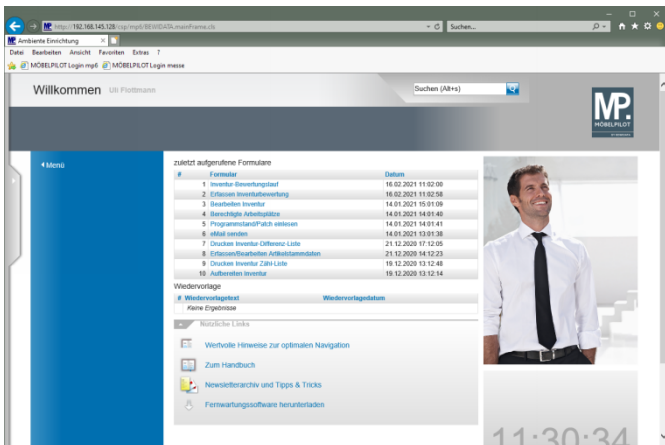 http://192.168.145.128/csp/mp6/BEWIDATA.mainFrame.cls
Suchen...
MP Ambiente Einrichtung
Datei Bearbeiten Ansicht Favoriten Extras ?
MÖBELPILOT Login mp6 MÖBELPILOT Login messe
Willkommen Uli Flottmann
Suchen (Alt+s)
MP.
MÖBELPILOT
Menü
zuletzt aufgerufene Formulare
# Formular Datum
1 Inventur-Bewertungslauf 16.02.2021 11:02:00
2 Erfassen Inventurbewertung 16.02.2021 11:02:58
3 Bearbeiten Inventur 14.01.2021 15:01:09
4 Berechtigte Arbeitsplätze 14.01.2021 14:01:40
5 Programmstand/Patch einlesen 14.01.2021 14:01:41
6 eMail senden 14.01.2021 13:01:38
7 Drucken Inventur-Differenz-Liste 21.12.2020 17:12:05
8 Erfassen/Bearbeiten Artikelstammdaten 21.12.2020 14:12:23
9 Drucken Inventur Zähl-Liste 19.12.2020 13:12:48
10 Aufbereiten Inventur 19.12.2020 13:12:14
Wiedervorlage
# Wiedervorlagetext Wiedervorlagedatum
Keine Ergebnisse
Nützliche Links
Wertvolle Hinweise zur optimalen Navigation
Zum Handbuch
Newsletterarchiv und Tipps & Tricks
Fernwartungssoftware herunterladen
11:30:34